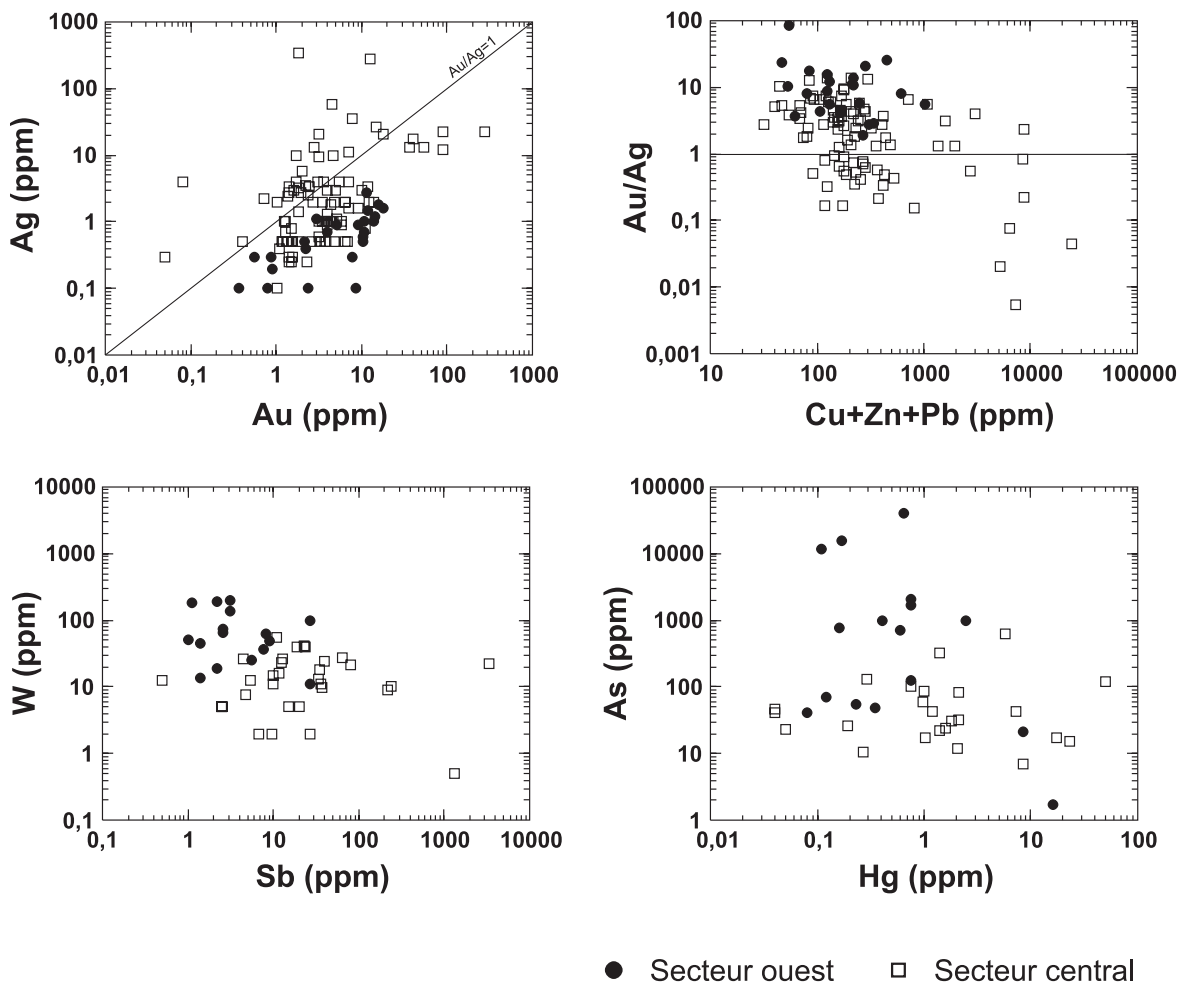 1000
100
10
1
0,1
0,01
Ag (ppm)
Au/Ag=1
0,01 0,1 1 10 100 1000
Au (ppm)
100
10
1
0,1
0,01
0,001
Au/Ag
10 100 1000 10000 100000
Cu+Zn+Pb (ppm)
10000
1000
100
10
1
0,1
W (ppm)
0,1 1 10 100 1000 10000
Sb (ppm)
100000
10000
1000
100
10
1
As (ppm)
0,01 0,1 1 10 100
Hg (ppm)
Secteur ouest Secteur central